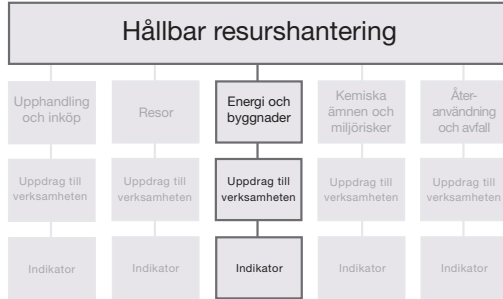 Hållbar resurshantering
Upphandling
och inköp
Resor
Energi och
byggnader
Kemiska
ämnen och
miljörisker
Åter-
användning
och avfall
Uppdrag till
verksamheten
Uppdrag till
verksamheten
Uppdrag till
verksamheten
Uppdrag till
verksamheten
Uppdrag till
verksamheten
Indikator
Indikator
Indikator
Indikator
Indikator